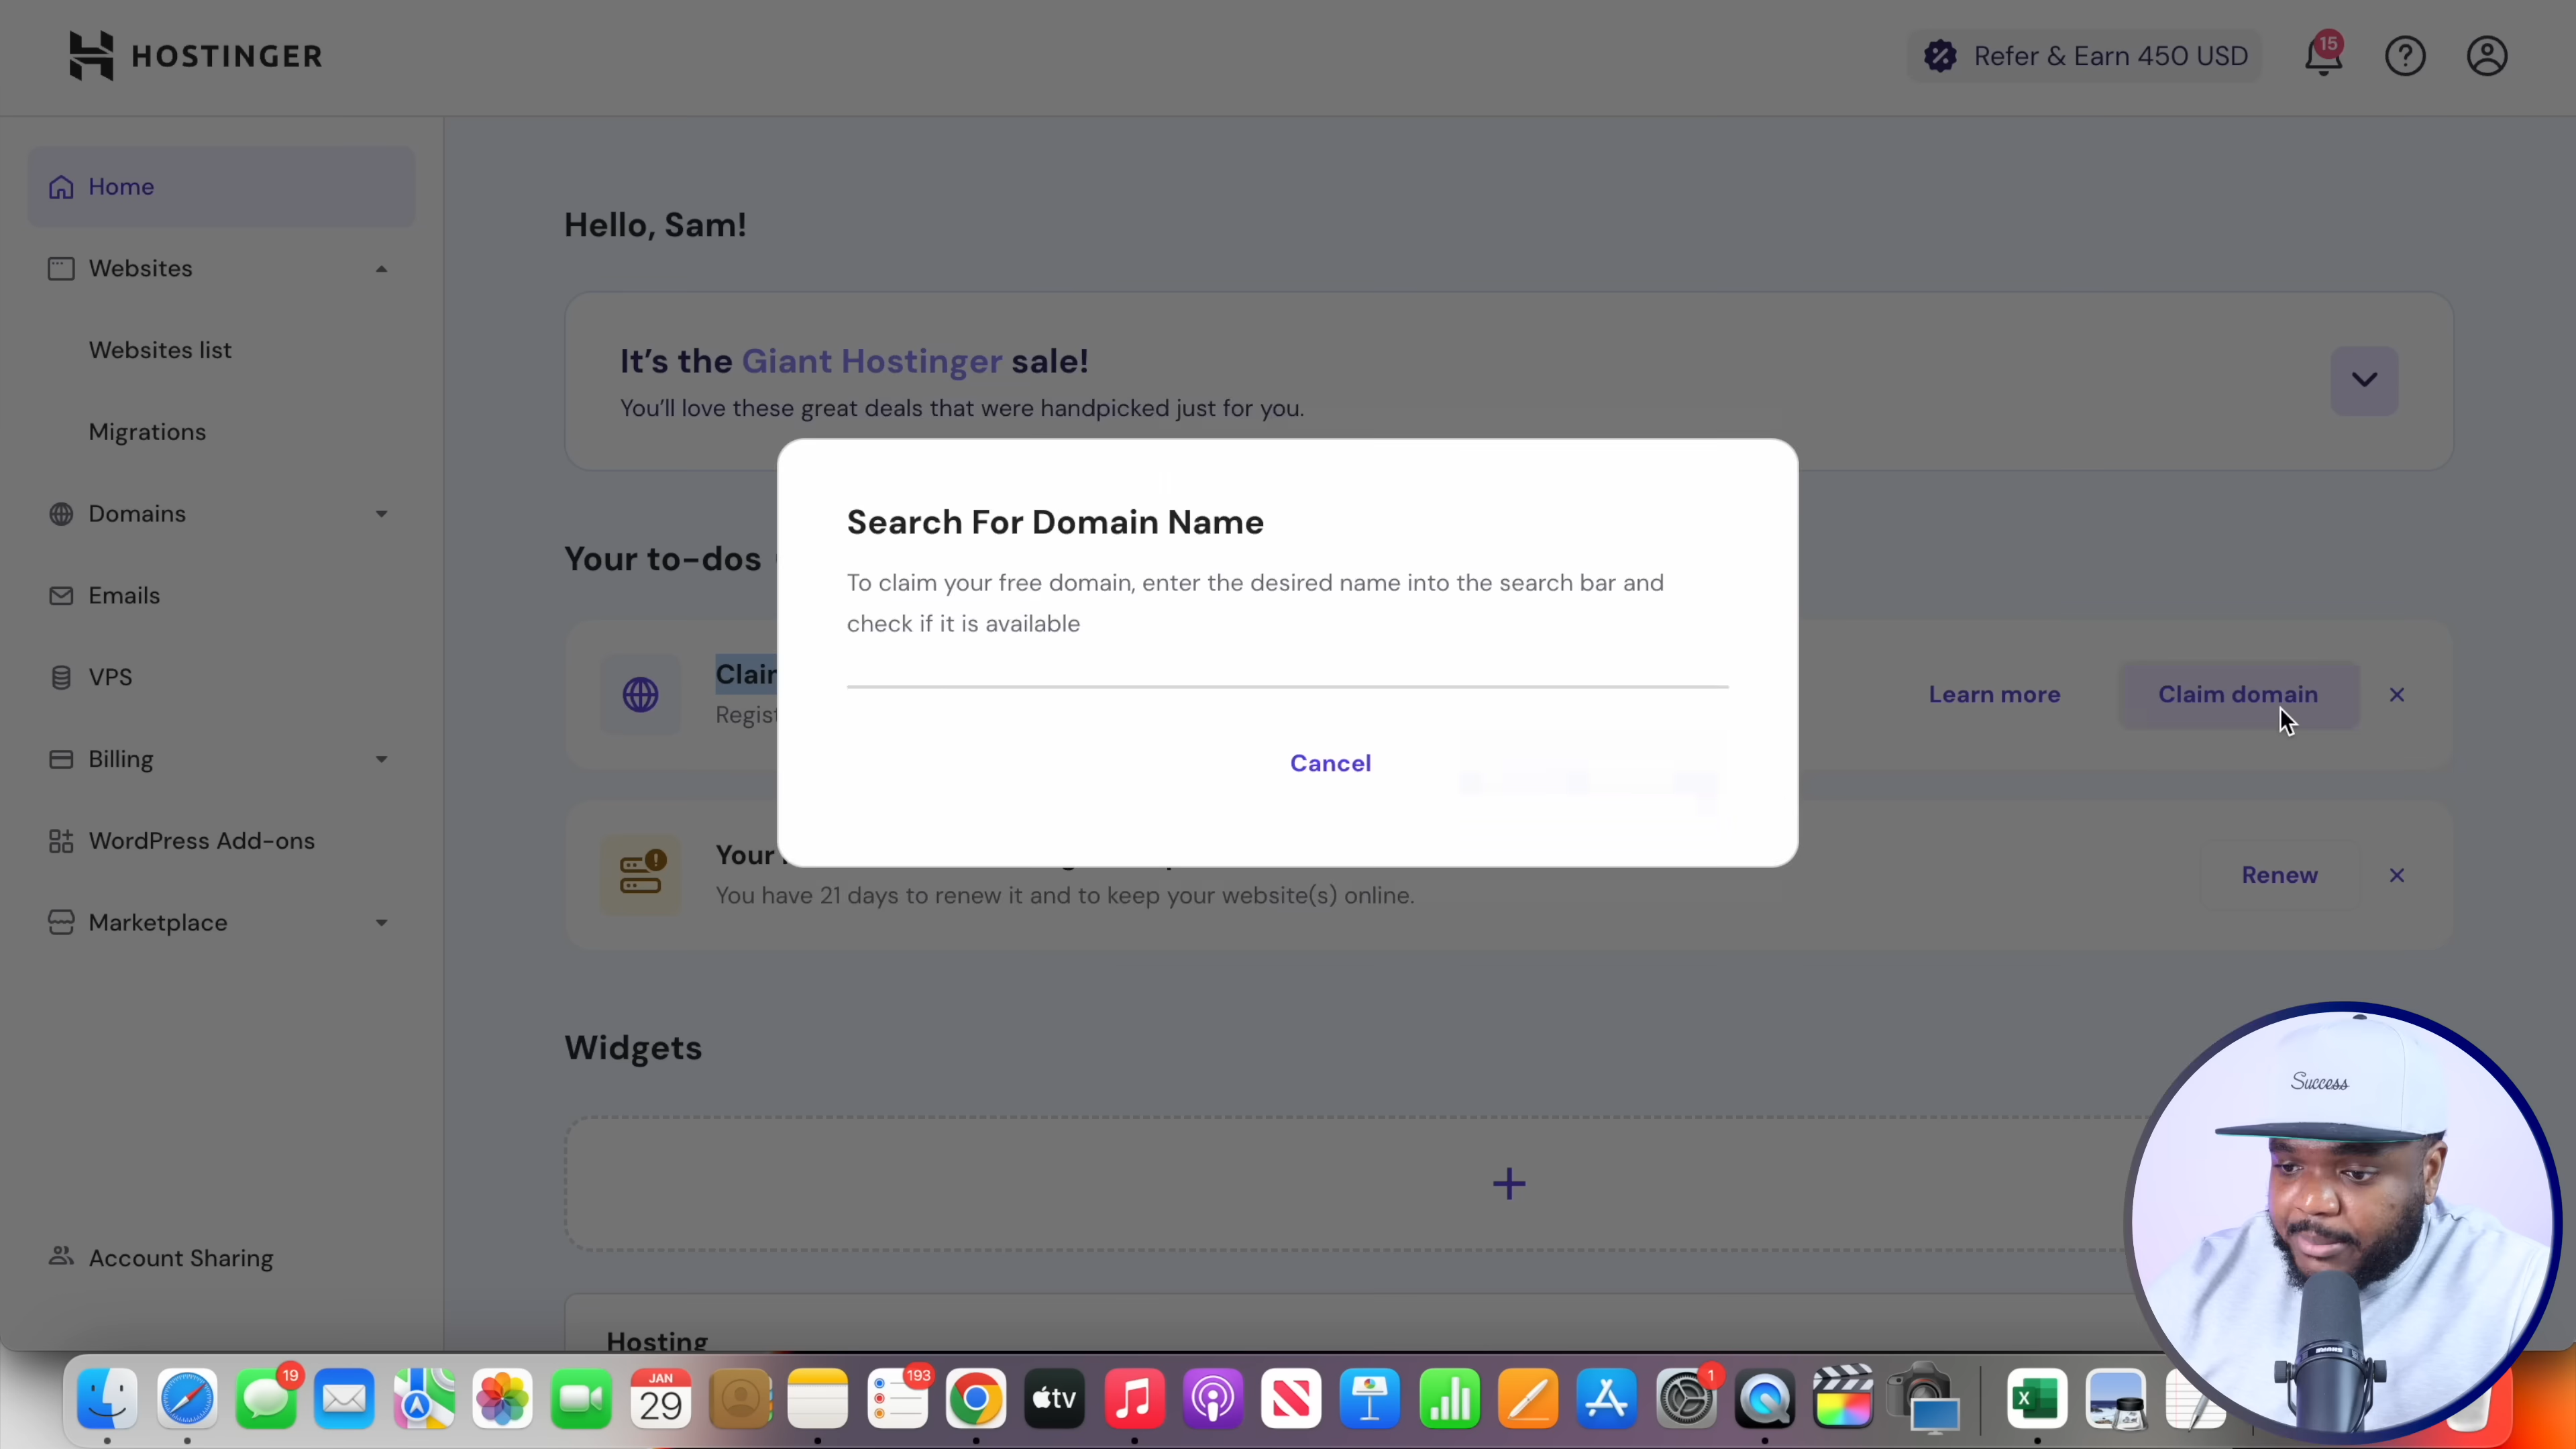 HOSTINGER
Refer & Earn 450 USD
15
Home
Websites
Websites list
Migrations
Domains
Emails
VPS
Billing
WordPress Add-ons
Marketplace
Account Sharing
Hello, Sam!
It's the Giant Hostinger sale!
You'll love these great deals that were handpicked just for you.
Your to-dos
Search For Domain Name
To claim your free domain, enter the desired name into the search bar and
check if it is available
Cancel
Learn more
Claim domain
Your
You have 21 days to renew it and to keep your website(s) online.
Renew
Widgets
Hosting
Success
19
JAN
29
193
tv
1